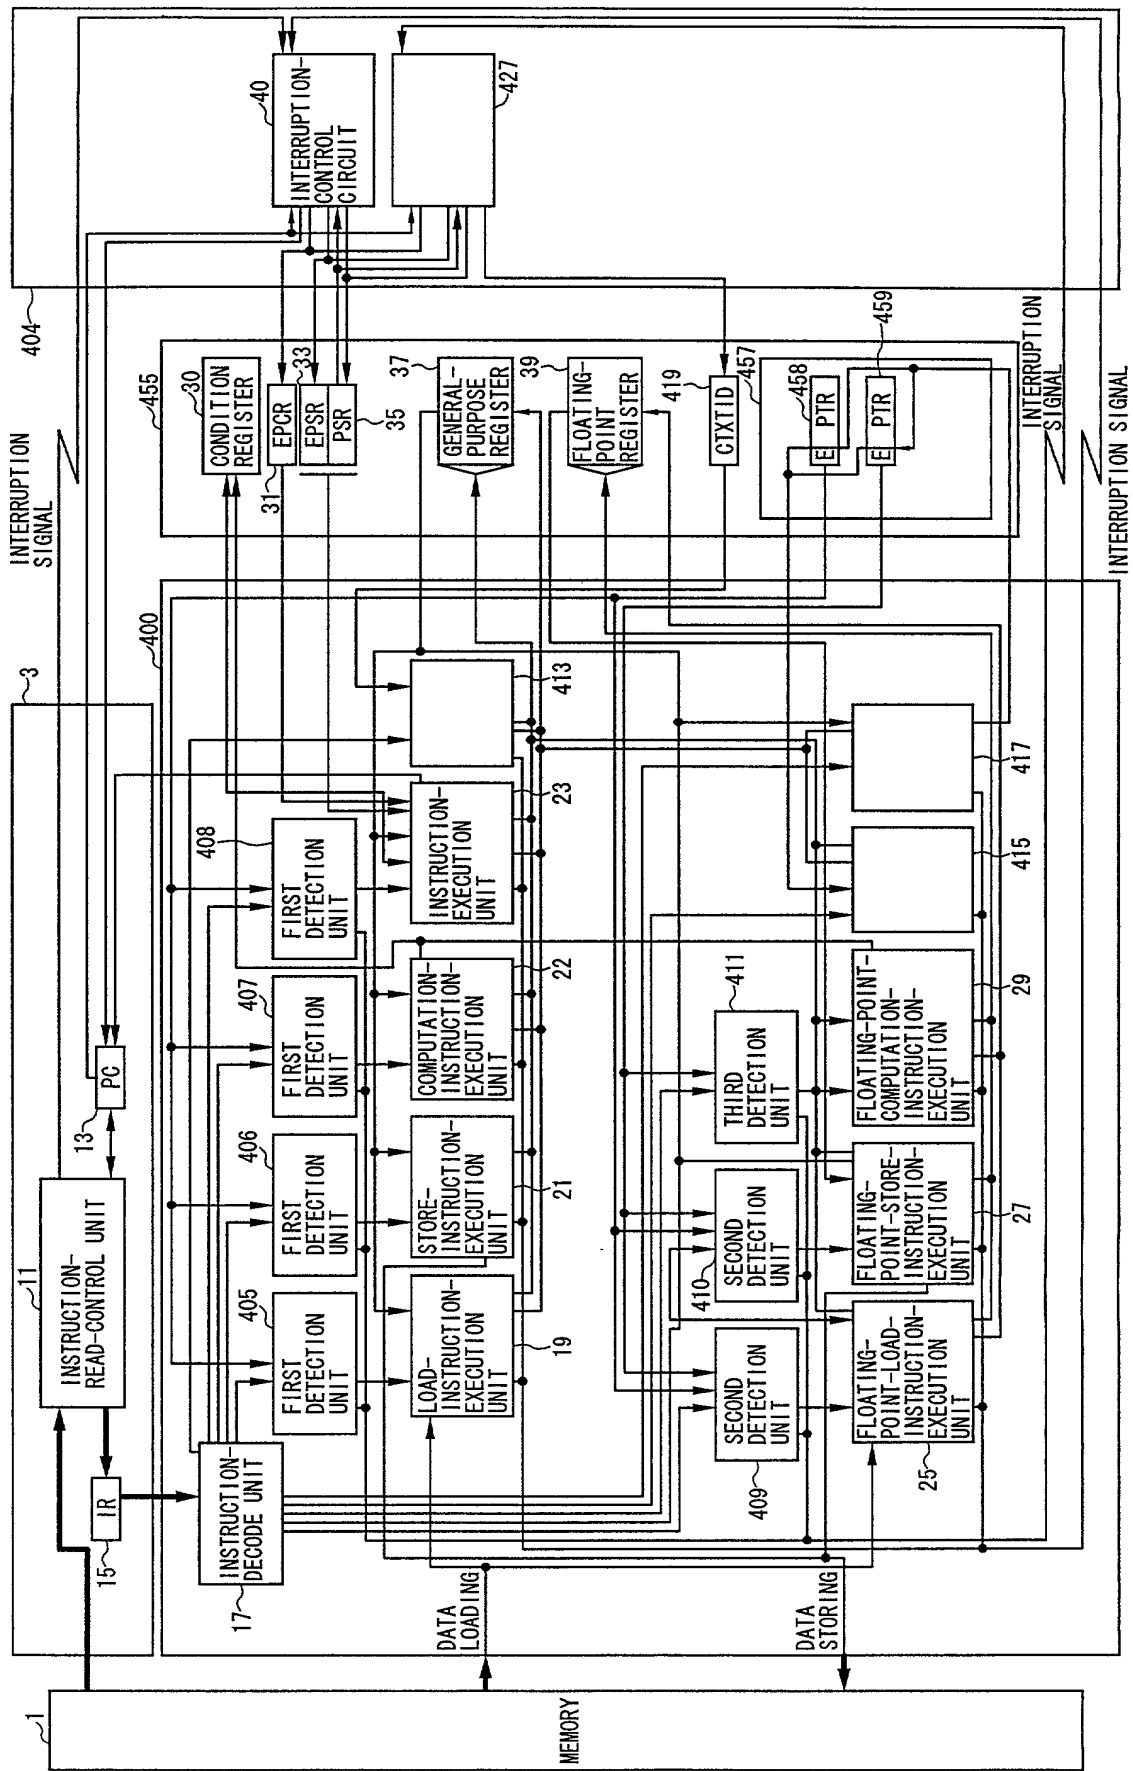 1
MEMORY
3
11
INSTRUCTION-
READ-CONTROL UNIT
13
PC
15
IR
INTERRUPTION
SIGNAL
404
40
INTERRUPTION-
CONTROL
CIRCUIT
427
400
17
INSTRUCTION-
DECODE UNIT
405
FIRST
DETECTION
UNIT
406
FIRST
DETECTION
UNIT
407
FIRST
DETECTION
UNIT
408
FIRST
DETECTION
UNIT
LOAD-
INSTRUCTION-
EXECUTION
UNIT
19
STORE-
INSTRUCTION-
EXECUTION
UNIT
21
COMPUTATION-
INSTRUCTION-
EXECUTION
UNIT
22
INSTRUCTION-
EXECUTION
UNIT
23
413
DATA
LOADING
DATA
STORING
SECOND
DETECTION
UNIT
409
SECOND
DETECTION
UNIT
410
THIRD
DETECTION
UNIT
411
FLOATING-
POINT-LOAD-
INSTRUCTION-
EXECUTION
UNIT
25
FLOATING-
POINT-STORE-
INSTRUCTION-
EXECUTION
UNIT
27
FLOATING-POINT-
COMPUTATION-
INSTRUCTION-
EXECUTION
UNIT
29
415
417
455
30
CONDITION
REGISTER
31
EPCR
33
EPSR
PSR
35
37
GENERAL-
PURPOSE
REGISTER
39
FLOATING-
POINT
REGISTER
419
CTXTID
457
458
E PTR
459
E PTR
INTERRUPTION
SIGNAL
INTERRUPTION SIGNAL